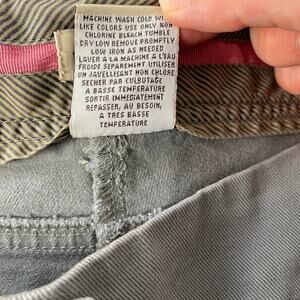 MACHINE WASH COLD WITH
LIKE COLORS USE ONLY NON
CHLORINE BLEACH TUMBLE
DRY LOW REMOVE PROMPTLY
LOW IRON AS NEEDED
LAVER A LA MACHINE A L'EAU
FROIDE SEPAREMENT UTILISER
UN JAVELLISANT NON CHLORE
SECHER PAR CULBUTAGE
A BASSE TEMPERATURE
SORTIR IMMEDIATEMENT
REPASSER, AU BESOIN,
A TRES BASSE
TEMPERATURE